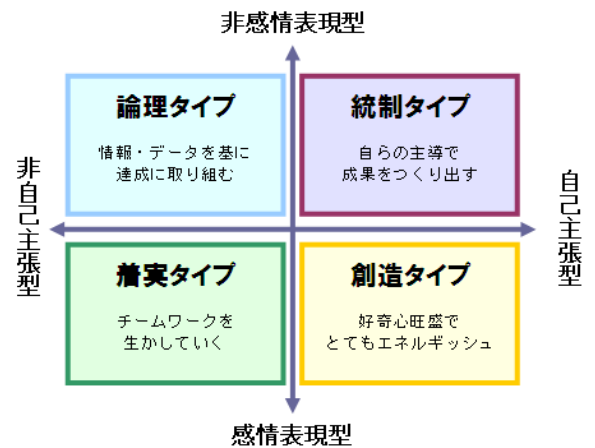 非感情表現型
論理タイプ
情報・データを基に
達成に取り組む
統制タイプ
自らの主導で
成果をつくり出す
非自己主張型
自己主張型
着実タイプ
チームワークを
生かしていく
創造タイプ
好奇心旺盛で
とてもエネルギッシュ
感情表現型